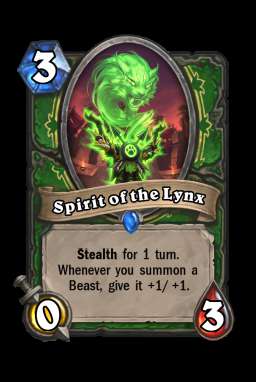 3
Spirit of the Lynx
Stealth for 1 turn.
Whenever you summon a
Beast, give it +1/ +1.
0
3